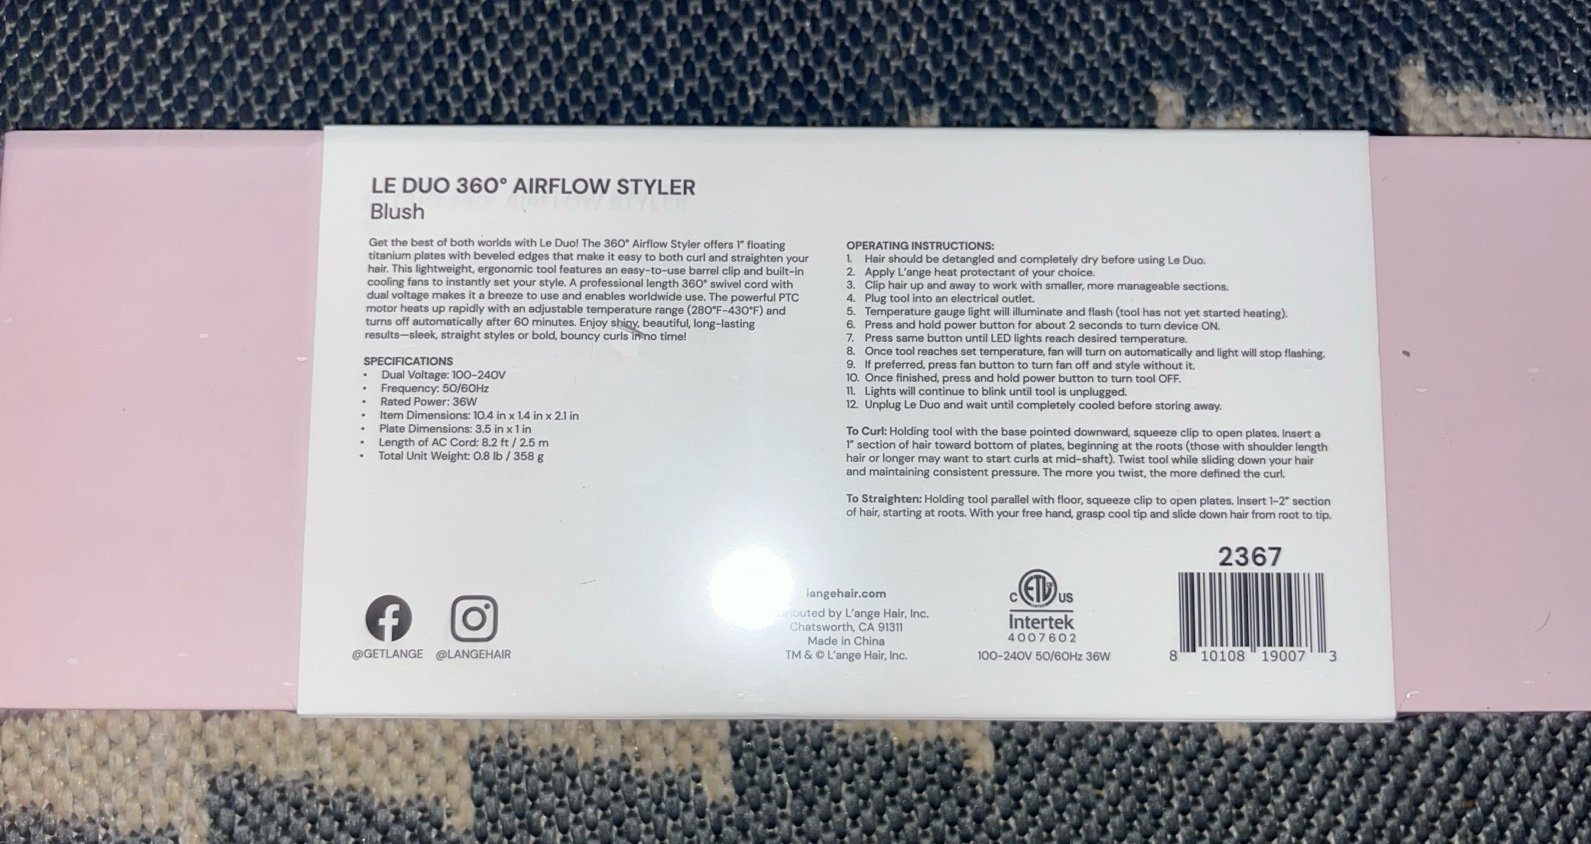 LE DUO 360° AIRFLOW STYLER
Blush
Get the best of both worlds with Le Duo! The 360° Airflow Styler offers 1" floating
titanium plates with beveled edges that make it easy to both curl and straighten your
hair. This lightweight, ergonomic tool features an easy-to-use barrel clip and built-in
cooling fans to instantly set your style. A professional length 360° swivel cord with
dual voltage makes it a breeze to use and enables worldwide use. The powerful PTC
motor heats up rapidly with an adjustable temperature range (280°F-430°F) and
turns off automatically after 60 minutes. Enjoy shiny, beautiful, long-lasting
results—sleek, straight styles or bold, bouncy curls in no time!
SPECIFICATIONS
• Dual Voltage: 100-240V
• Frequency: 50/60Hz
• Rated Power: 36W
• Item Dimensions: 10.4 in x 1.4 in x 2.1 in
• Plate Dimensions: 3.5 in x 1 in
• Length of AC Cord: 8.2 ft / 2.5 m
• Total Unit Weight: 0.8 lb / 358 g
OPERATING INSTRUCTIONS:
1. Hair should be detangled and completely dry before using Le Duo.
2. Apply L'ange heat protectant of your choice.
3. Clip hair up and away to work with smaller, more manageable sections.
4. Plug tool into an electrical outlet.
5. Temperature gauge light will illuminate and flash (tool has not yet started heating).
6. Press and hold power button for about 2 seconds to turn device ON.
7. Press same button until LED lights reach desired temperature.
8. Once tool reaches set temperature, fan will turn on automatically and light will stop flashing.
9. If preferred, press fan button to turn fan off and style without it.
10. Once finished, press and hold power button to turn tool OFF.
11. Lights will continue to blink until tool is unplugged.
12. Unplug Le Duo and wait until completely cooled before storing away.
To Curl: Holding tool with the base pointed downward, squeeze clip to open plates. Insert a
1" section of hair toward bottom of plates, beginning at the roots (those with shoulder length
hair or longer may want to start curls at mid-shaft). Twist tool while sliding down your hair
and maintaining consistent pressure. The more you twist, the more defined the curl.
To Straighten: Holding tool parallel with floor, squeeze clip to open plates. Insert 1-2" section
of hair, starting at roots. With your free hand, grasp cool tip and slide down hair from root to tip.
@GETLANGE @LANGEHAIR
langehair.com
by L'ange Hair, Inc.
Chatsworth, CA 91311
Made in China
TM & © L'ange Hair, Inc.
C ETL US
Intertek
4007602
100-240V 50/60Hz 36W
2367
8 10108 19007 3